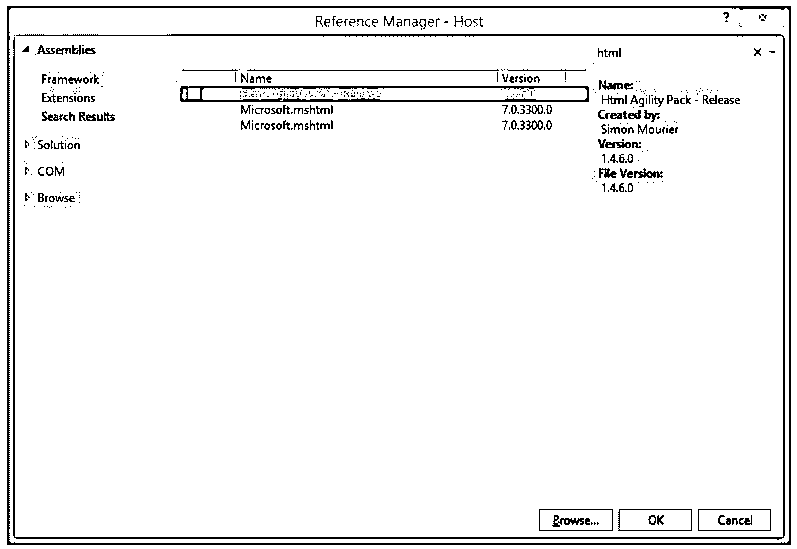 Reference Manager - Host
?
Assemblies
Framework
Extensions
Search Results
Solution
COM
Browse
Name Version
Microsoft.mshtml 7.0.3300.0
Microsoft.mshtml 7.0.3300.0
html
Name:
Html Agility Pack - Release
Created by:
Simon Mourier
Version:
1.4.6.0
File Version:
1.4.6.0
Browse... OK Cancel